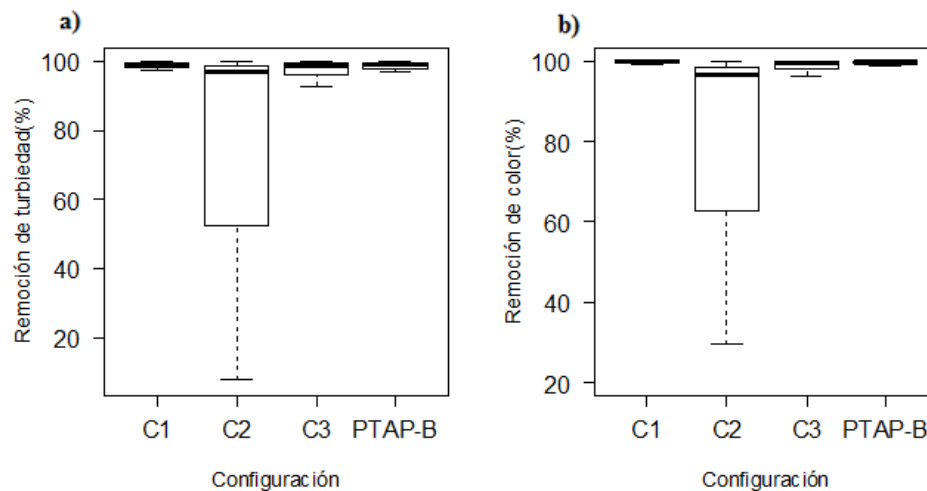 a)
Remoción de turbiedad(%)
100
80
60
40
20
C1 C2 C3 PTAP-B
Configuración
b)
Remoción de color(%)
100
80
60
40
20
C1 C2 C3 PTAP-B
Configuración